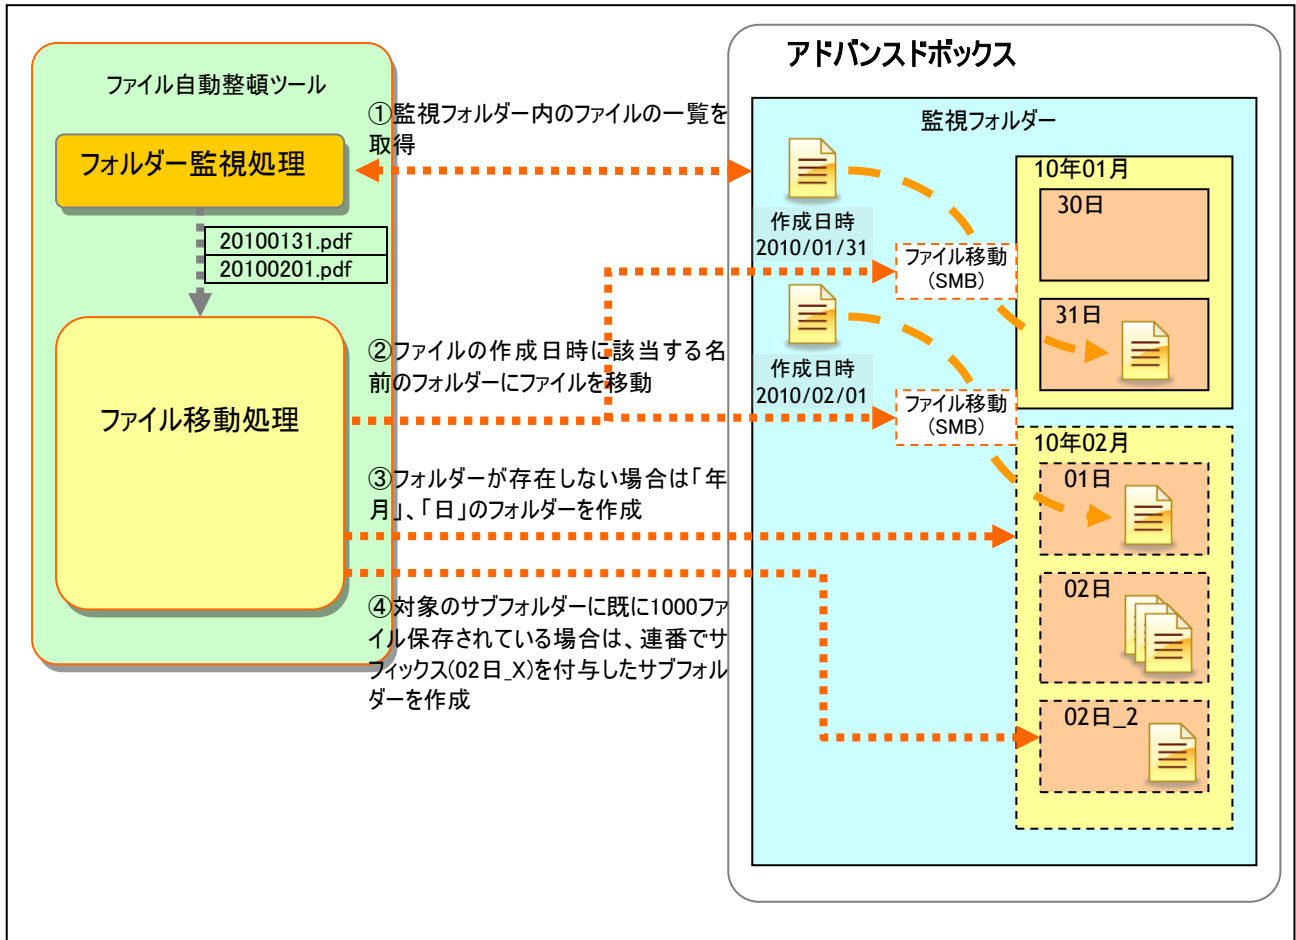 ファイル自動整頓ツール
フォルダー監視処理
20100131.pdf
20100201.pdf
ファイル移動処理
①監視フォルダー内のファイルの一覧を
取得
②ファイルの作成日時に該当する名
前のフォルダーにファイルを移動
③フォルダーが存在しない場合は「年
月」、「日」のフォルダーを作成
④対象のサブフォルダーに既に1000ファ
イル保存されている場合は、連番でサ
フィックス(02日_X)を付与したサブフォル
ダーを作成
アドバンスドボックス
監視フォルダー
作成日時
2010/01/31
ファイル移動
(SMB)
作成日時
2010/02/01
ファイル移動
(SMB)
10年01月
30日
31日
10年02月
01日
02日
02日_2